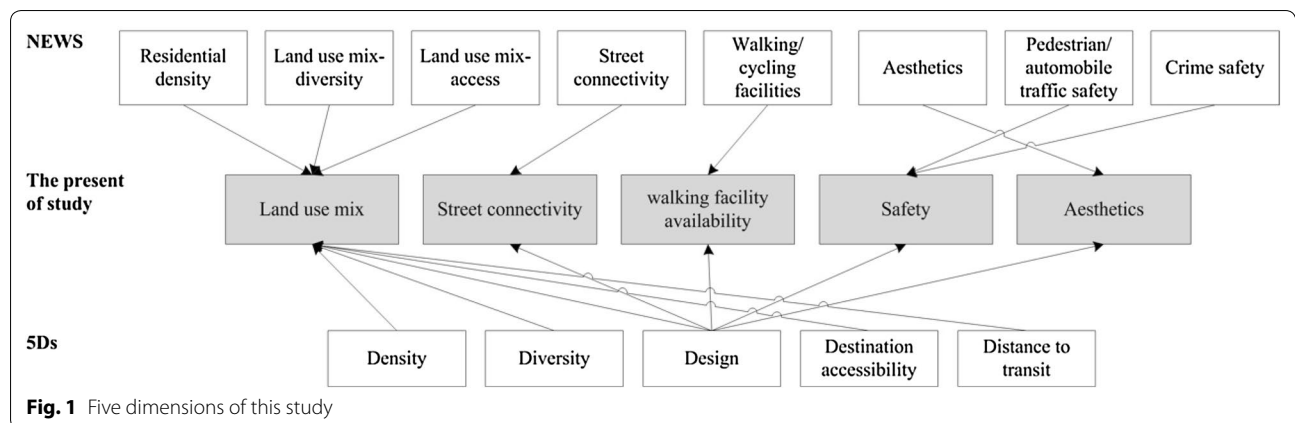 NEWS
Residential
density
Land use mix-
diversity
Land use mix-
access
Street
connectivity
Walking/
cycling
facilities
Aesthetics
Pedestrian/
automobile
traffic safety
Crime safety
The present
of study
Land use mix
Street connectivity
walking facility
availability
Safety
Aesthetics
5Ds
Density
Diversity
Design
Destination
accessibility
Distance to
transit
Fig. 1 Five dimensions of this study